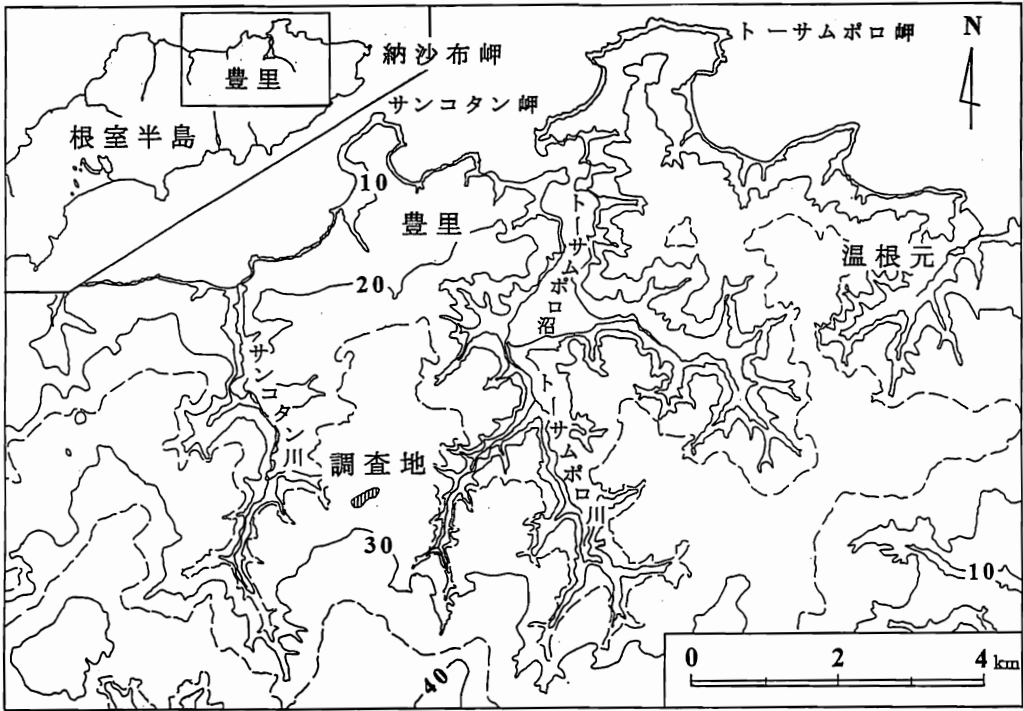 トーサムポロ岬
N
納沙布岬
豊里
サンコタン岬
根室半島
10
豊里
トーサムポロ沼
温根元
20
サンコタン川
トーサムポロ川
調査地
30
10
40
0 2 4 km